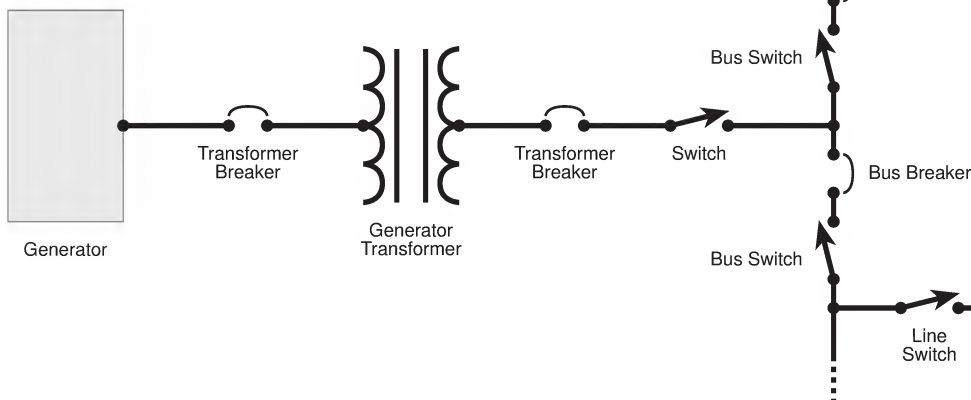 Bus Switch
Transformer
Breaker
Transformer
Breaker
Switch
Bus Breaker
Generator
Generator
Transformer
Bus Switch
Line
Switch